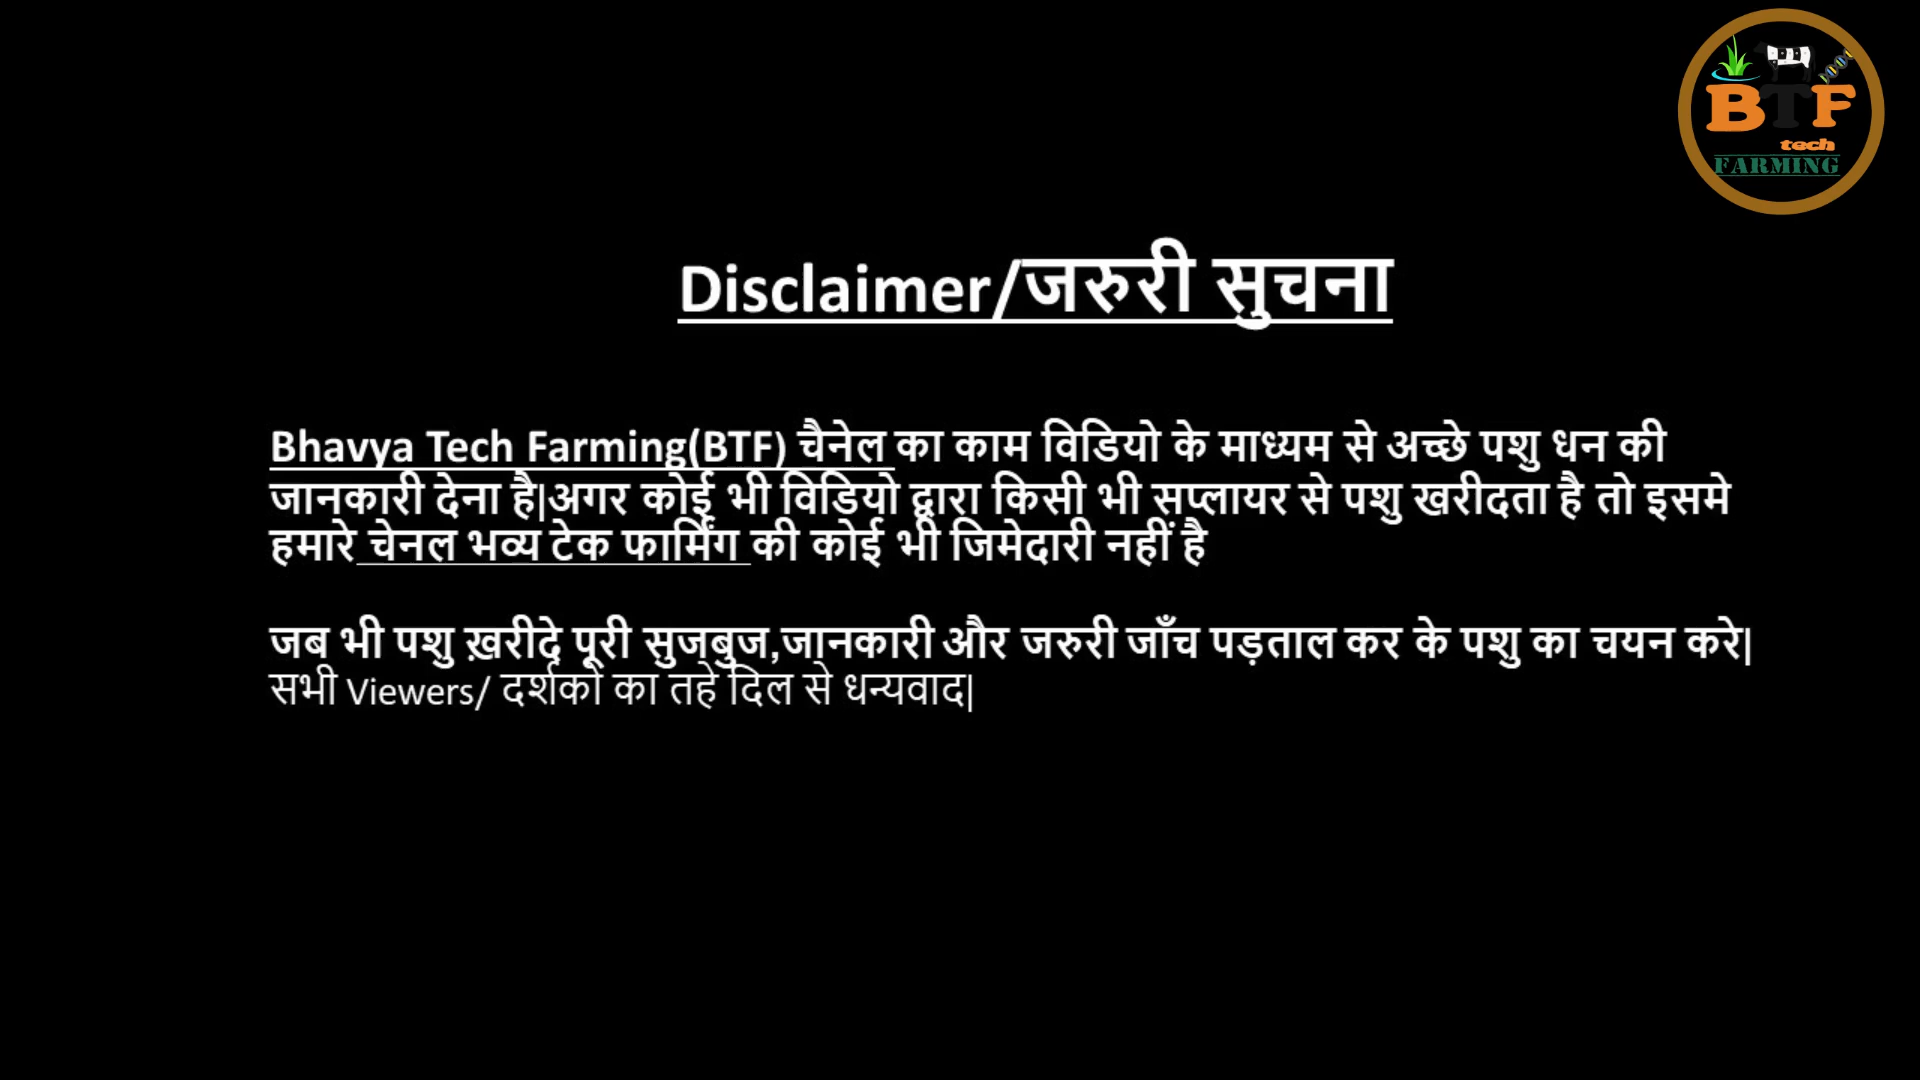 BTF
tech
FARMING
Disclaimer/जरुरी सुचना
Bhavya Tech Farming(BTF) चैनेल का काम विडियो के माध्यम से अच्छे पशु धन की
जानकारी देना है|अगर कोई भी विडियो द्वारा किसी भी सप्लायर से पशु खरीदता है तो इसमे
हमारे चेनल भव्य टेक फार्मिंग की कोई भी जिमेदारी नहीं है
जब भी पशु ख़रीदे पूरी सुजबुज,जानकारी और जरुरी जाँच पड़ताल कर के पशु का चयन करे|
सभी Viewers/ दर्शको का तहे दिल से धन्यवाद|